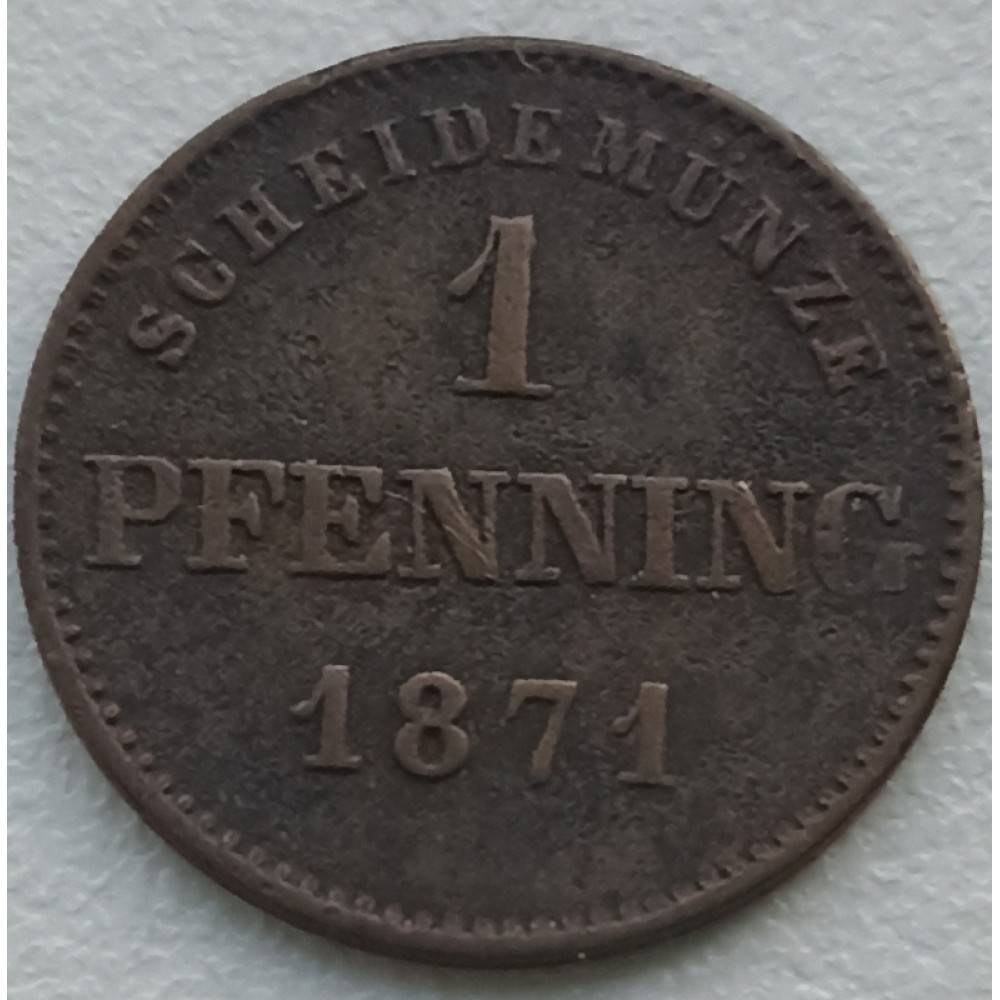 SCHEIDEMÜNZE
1
PFENNING
1871